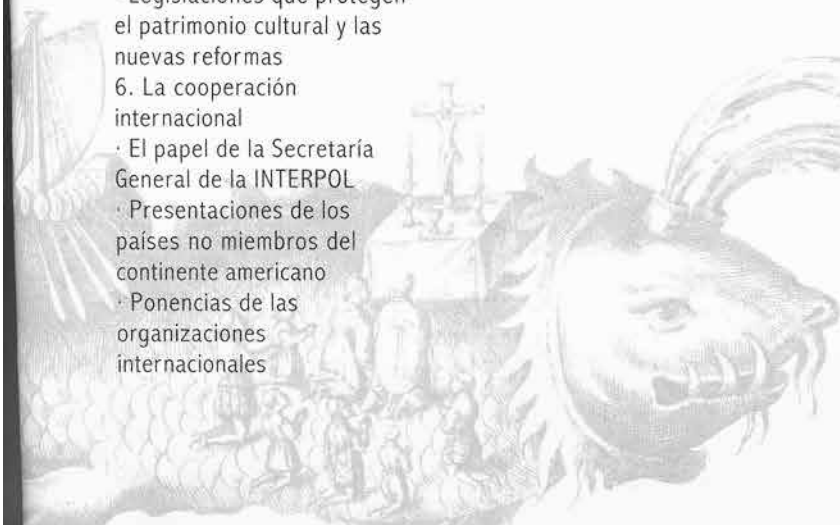 · Legislaciones que protegen
el patrimonio cultural y las
nuevas reformas
6. La cooperación
internacional
· El papel de la Secretaría
General de la INTERPOL
· Presentaciones de los
países no miembros del
continente americano
· Ponencias de las
organizaciones
internacionales